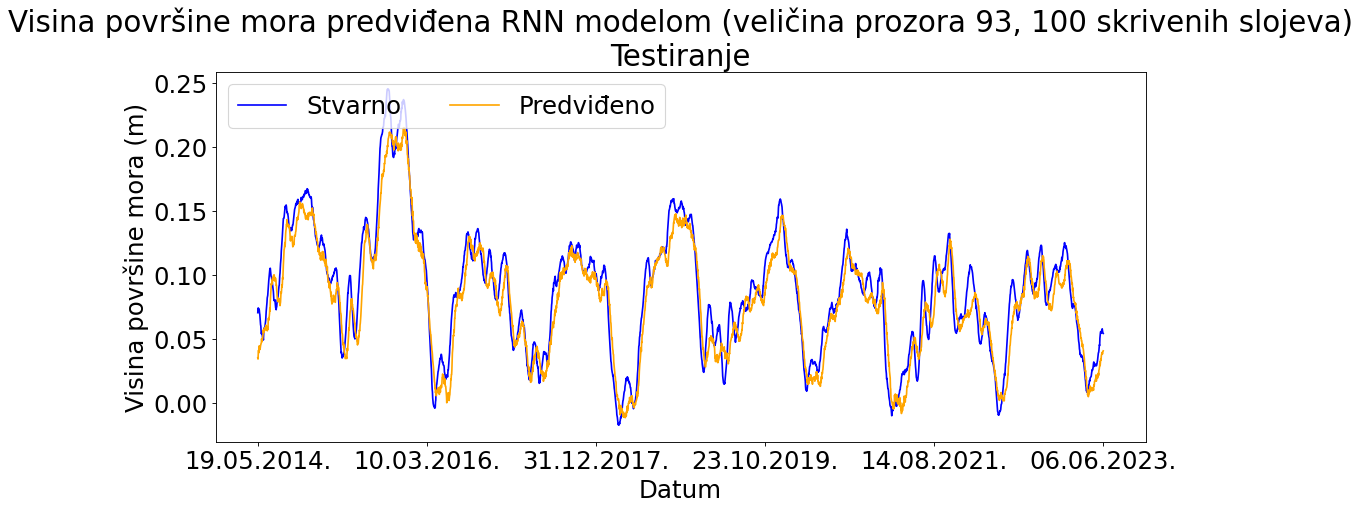 Visina površine mora predviđena RNN modelom (veličina prozora 93, 100 skrivenih slojeva)
Testiranje
Stvarno Predviđeno
Visina površine mora (m)
0.25
0.20
0.15
0.10
0.05
0.00
19.05.2014. 10.03.2016. 31.12.2017. 23.10.2019. 14.08.2021. 06.06.2023.
Datum